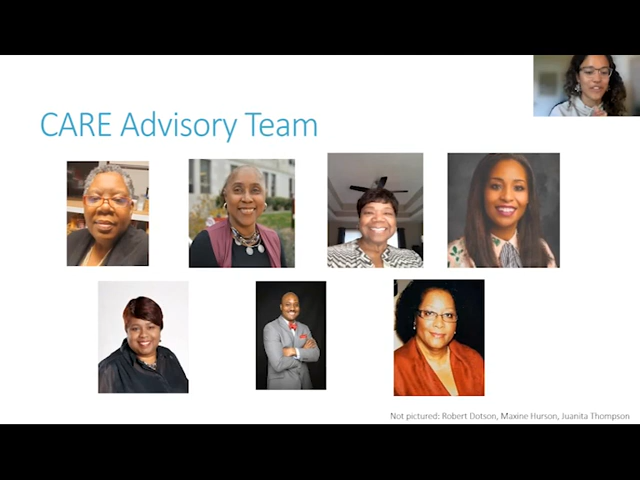 CARE Advisory Team
Not pictured: Robert Dotson, Maxine Hurson, Juanita Thompson